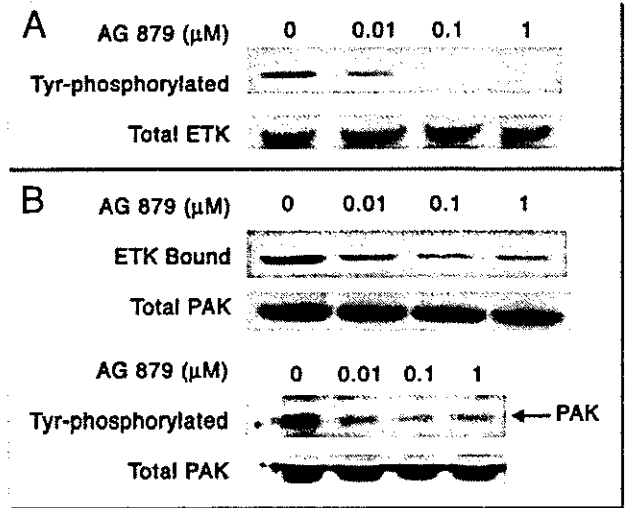 A
AG 879 (μM) 0 0.01 0.1 1
Tyr-phosphorylated
Total ETK
B
AG 879 (μM) 0 0.01 0.1 1
ETK Bound
Total PAK
AG 879 (μM) 0 0.01 0.1 1
Tyr-phosphorylated PAK
Total PAK